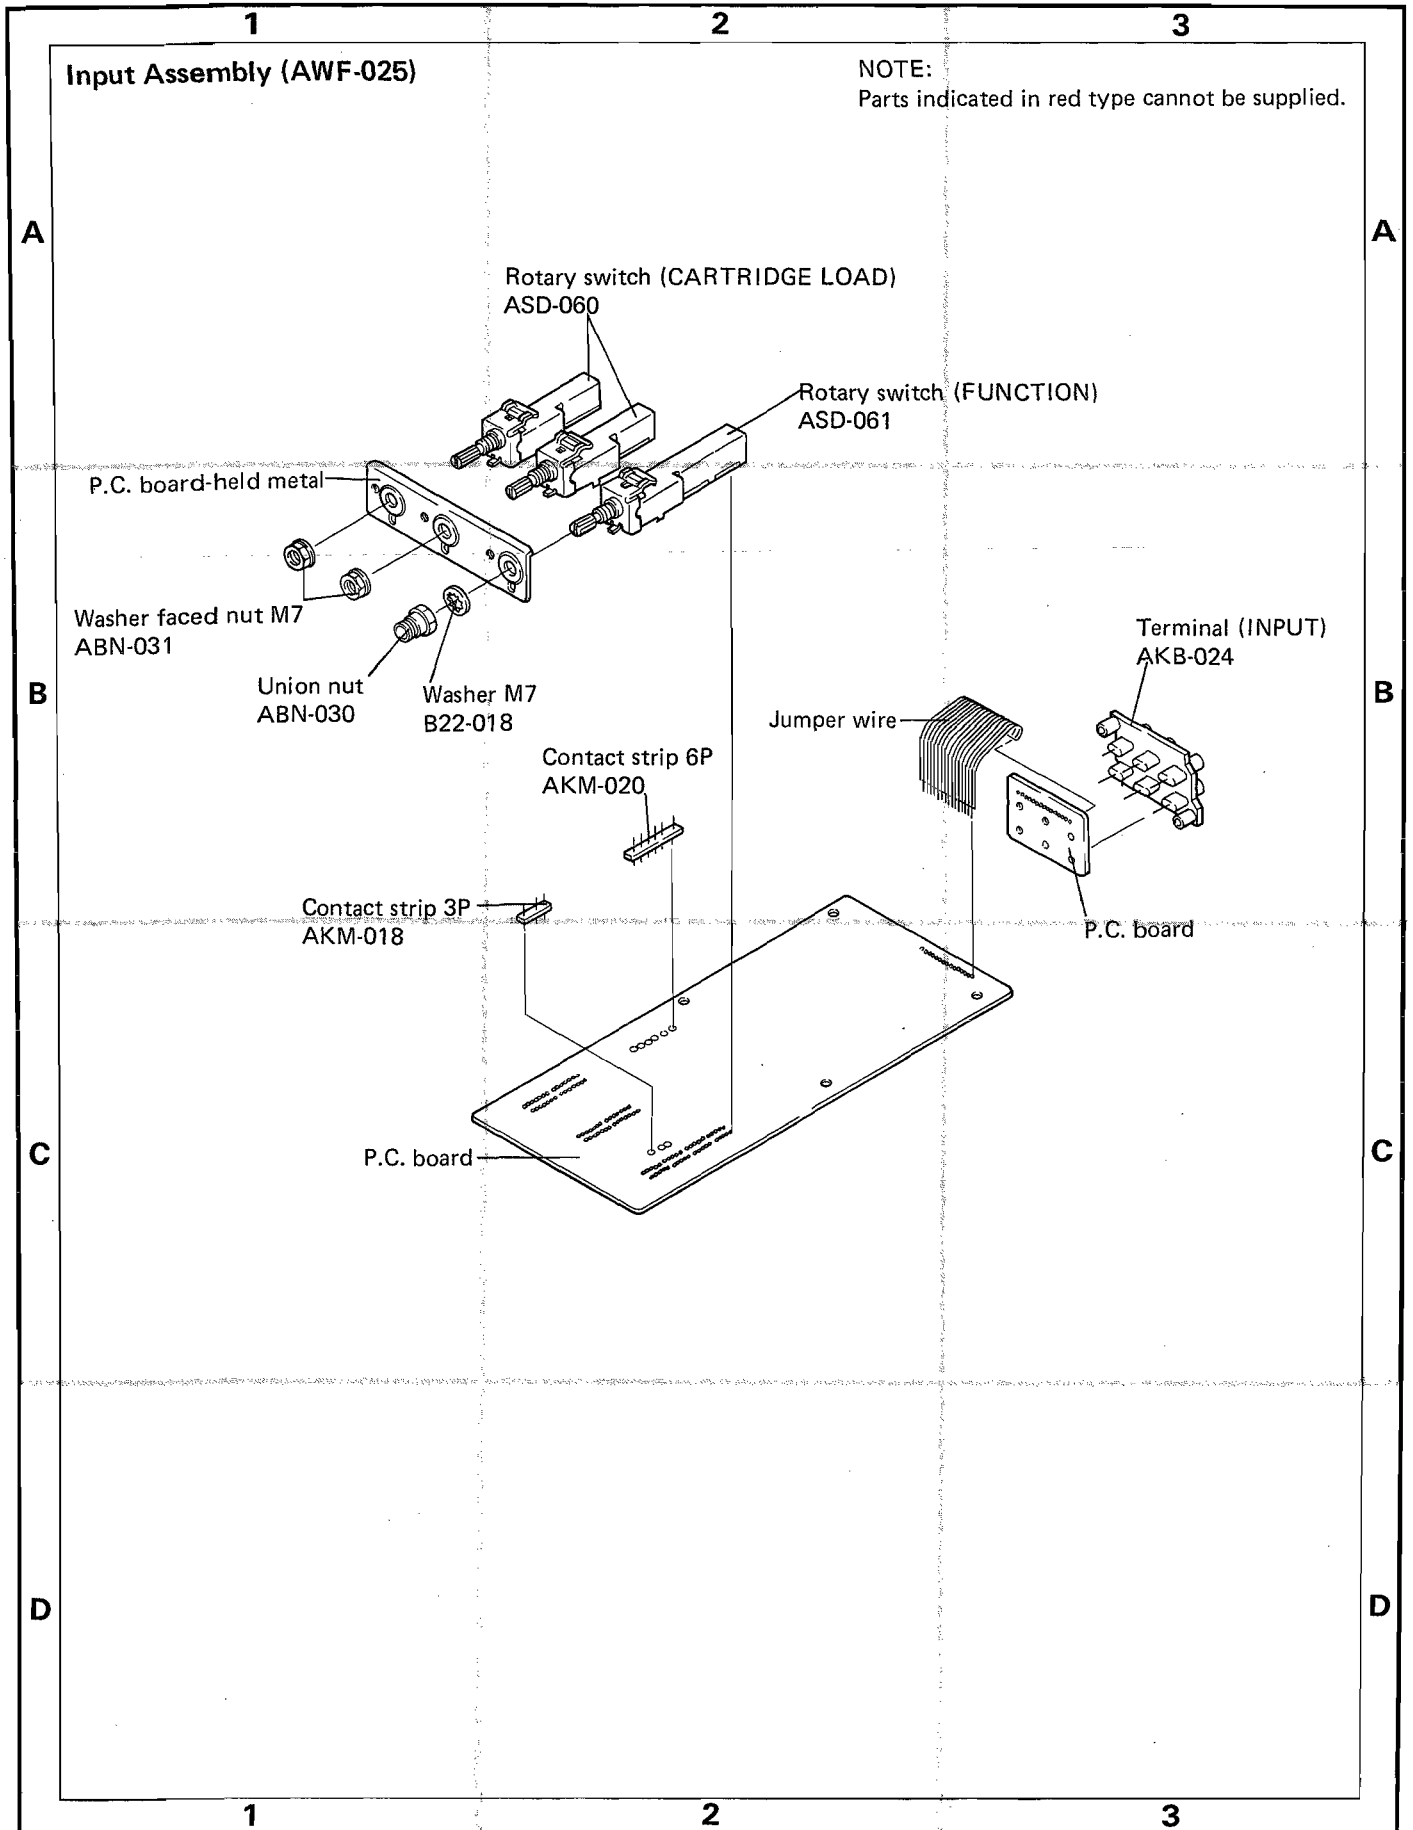 1 2 3
Input Assembly (AWF-025)
NOTE:
Parts indicated in red type cannot be supplied.
A A
Rotary switch (CARTRIDGE LOAD)
ASD-060
Rotary switch (FUNCTION)
ASD-061
P.C. board-held metal
Washer faced nut M7
ABN-031
Terminal (INPUT)
AKB-024
B B
Union nut
ABN-030
Washer M7
B22-018
Jumper wire
Contact strip 6P
AKM-020
Contact strip 3P
AKM-018
P.C. board
C C
P.C. board
D D
1 2 3